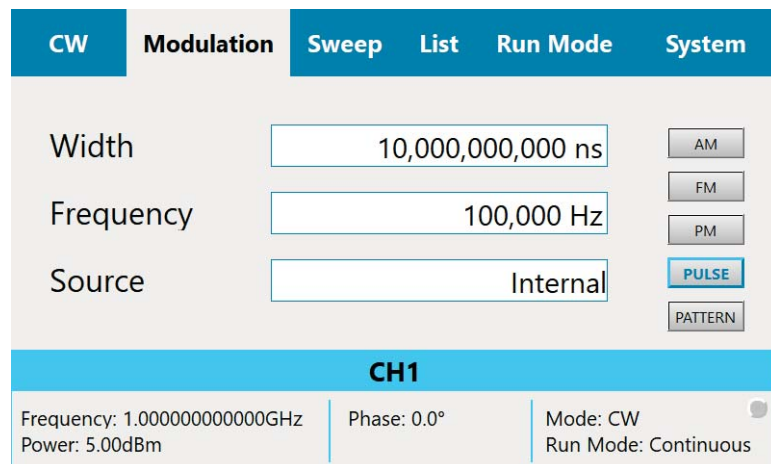 CW Modulation Sweep List Run Mode System
Width 10,000,000,000 ns AM
FM
Frequency 100,000 Hz PM
Source Internal PULSE
PATTERN
CH1
Frequency: 1.000000000000GHz Phase: 0.0° Mode: CW
Power: 5.00dBm Run Mode: Continuous